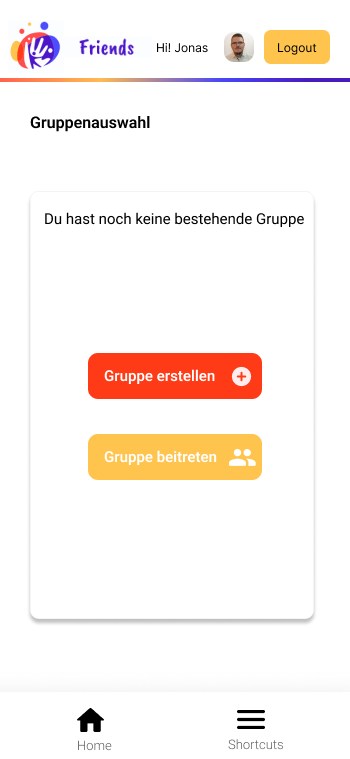 Friends
Hi! Jonas
Logout
Gruppenauswahl
Du hast noch keine bestehende Gruppe
Gruppe erstellen
Gruppe beitreten
Home
Shortcuts